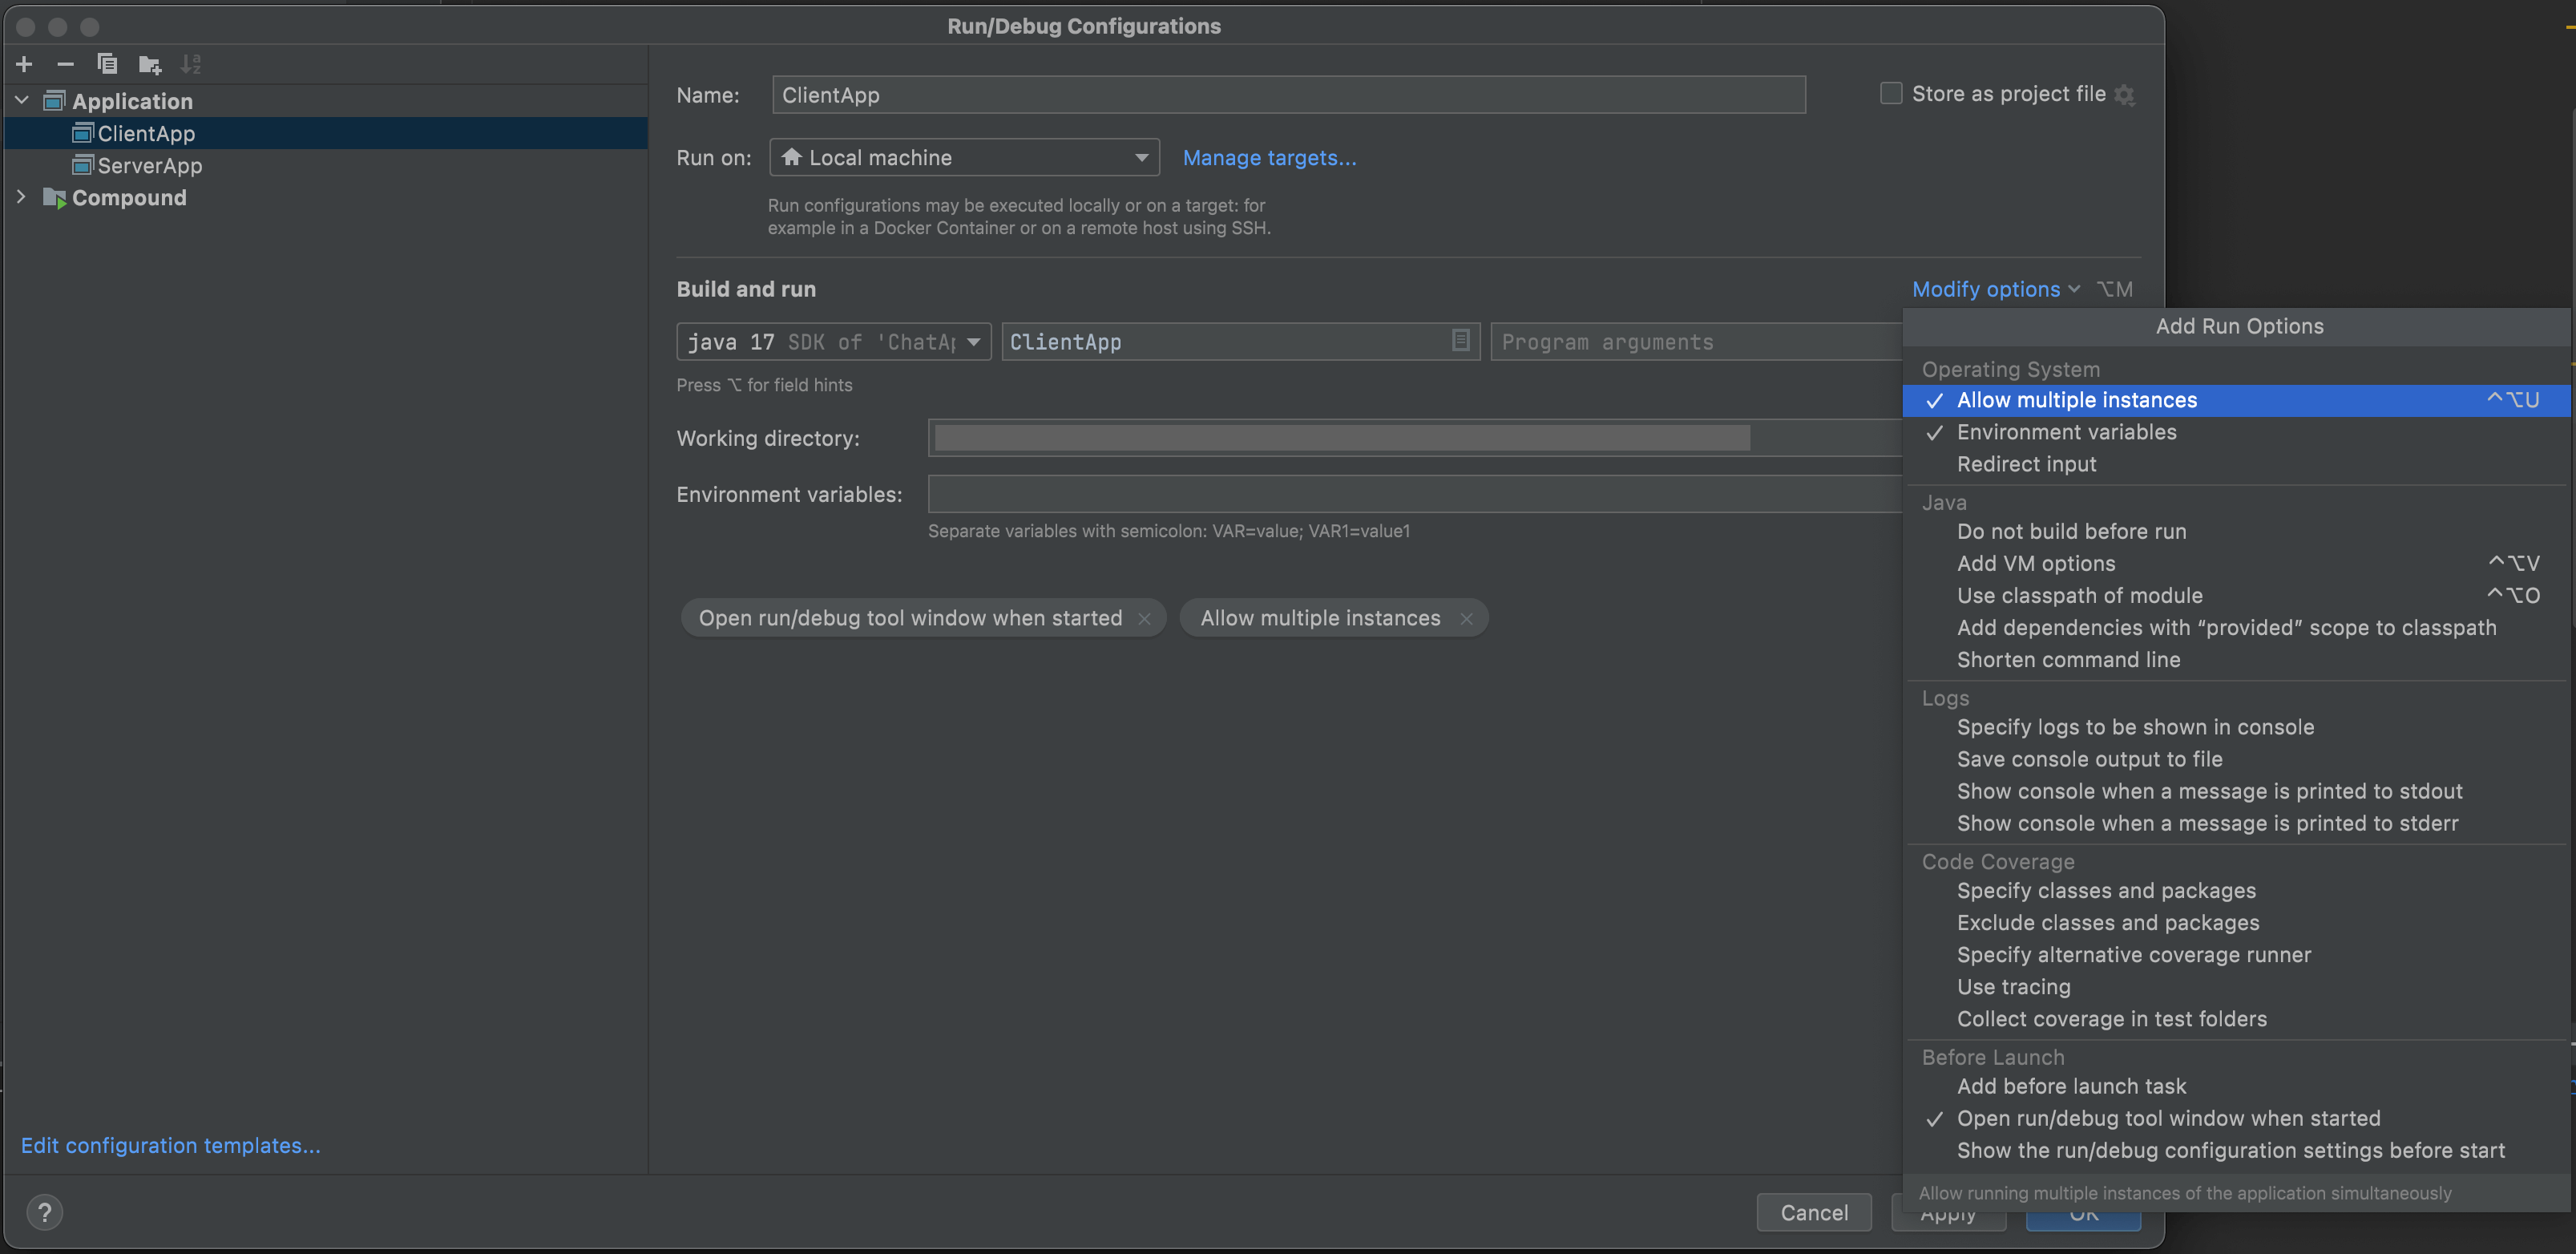 Run/Debug Configurations
Application
ClientApp
ServerApp
Compound
Edit configuration templates...
?
Name:
ClientApp
Store as project file
Run on:
Local machine
Manage targets...
Run configurations may be executed locally or on a target: for
example in a Docker Container or on a remote host using SSH.
Build and run
Modify options ⌥M
java 17 SDK of 'ChatAp
ClientApp
Program arguments
Press ⌥ for field hints
Working directory:
Environment variables:
Separate variables with semicolon: VAR=value; VAR1=value1
Open run/debug tool window when started ×
Allow multiple instances ×
Add Run Options
Operating System
✓ Allow multiple instances ^⌥U
✓ Environment variables
Redirect input
Java
Do not build before run
Add VM options ^⌥V
Use classpath of module ^⌥O
Add dependencies with “provided” scope to classpath
Shorten command line
Logs
Specify logs to be shown in console
Save console output to file
Show console when a message is printed to stdout
Show console when a message is printed to stderr
Code Coverage
Specify classes and packages
Exclude classes and packages
Specify alternative coverage runner
Use tracing
Collect coverage in test folders
Before Launch
Add before launch task
✓ Open run/debug tool window when started
Show the run/debug configuration settings before start
Allow running multiple instances of the application simultaneously
Cancel
Apply
OK